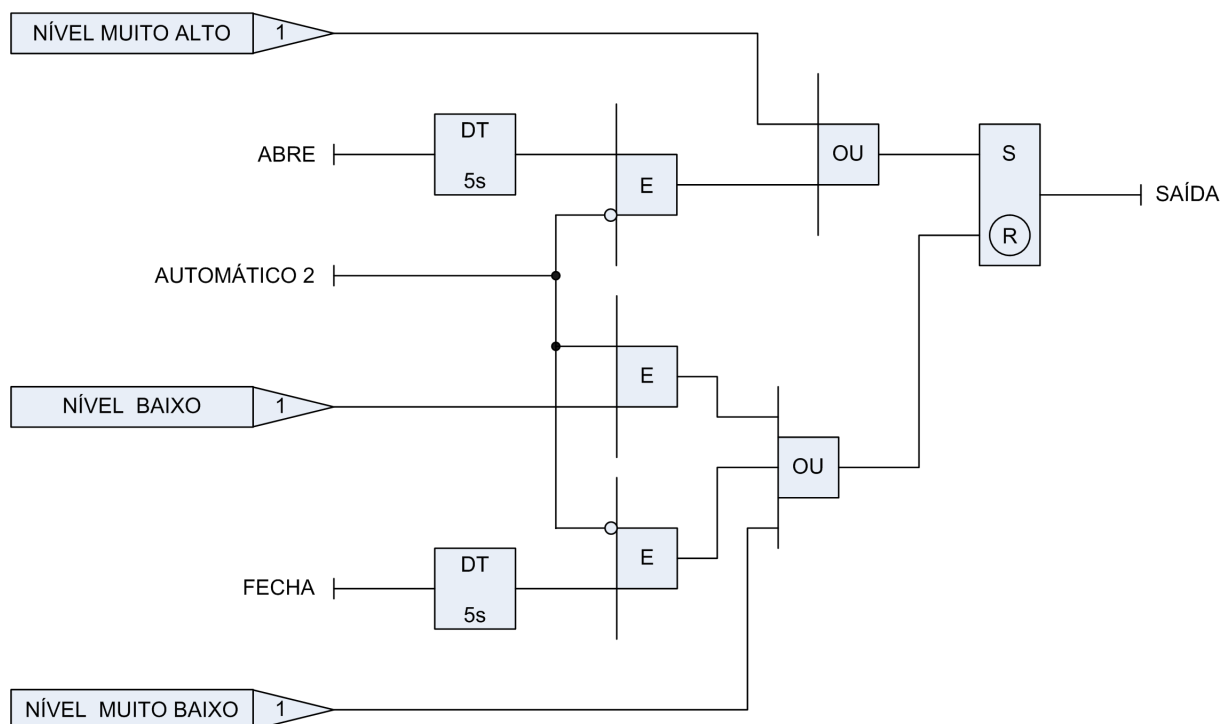 NÍVEL MUITO ALTO 1
DT
5s
ABRE
E
OU
S
R
SAÍDA
AUTOMÁTICO 2
E
NÍVEL BAIXO 1
OU
E
DT
5s
FECHA
NÍVEL MUITO BAIXO 1